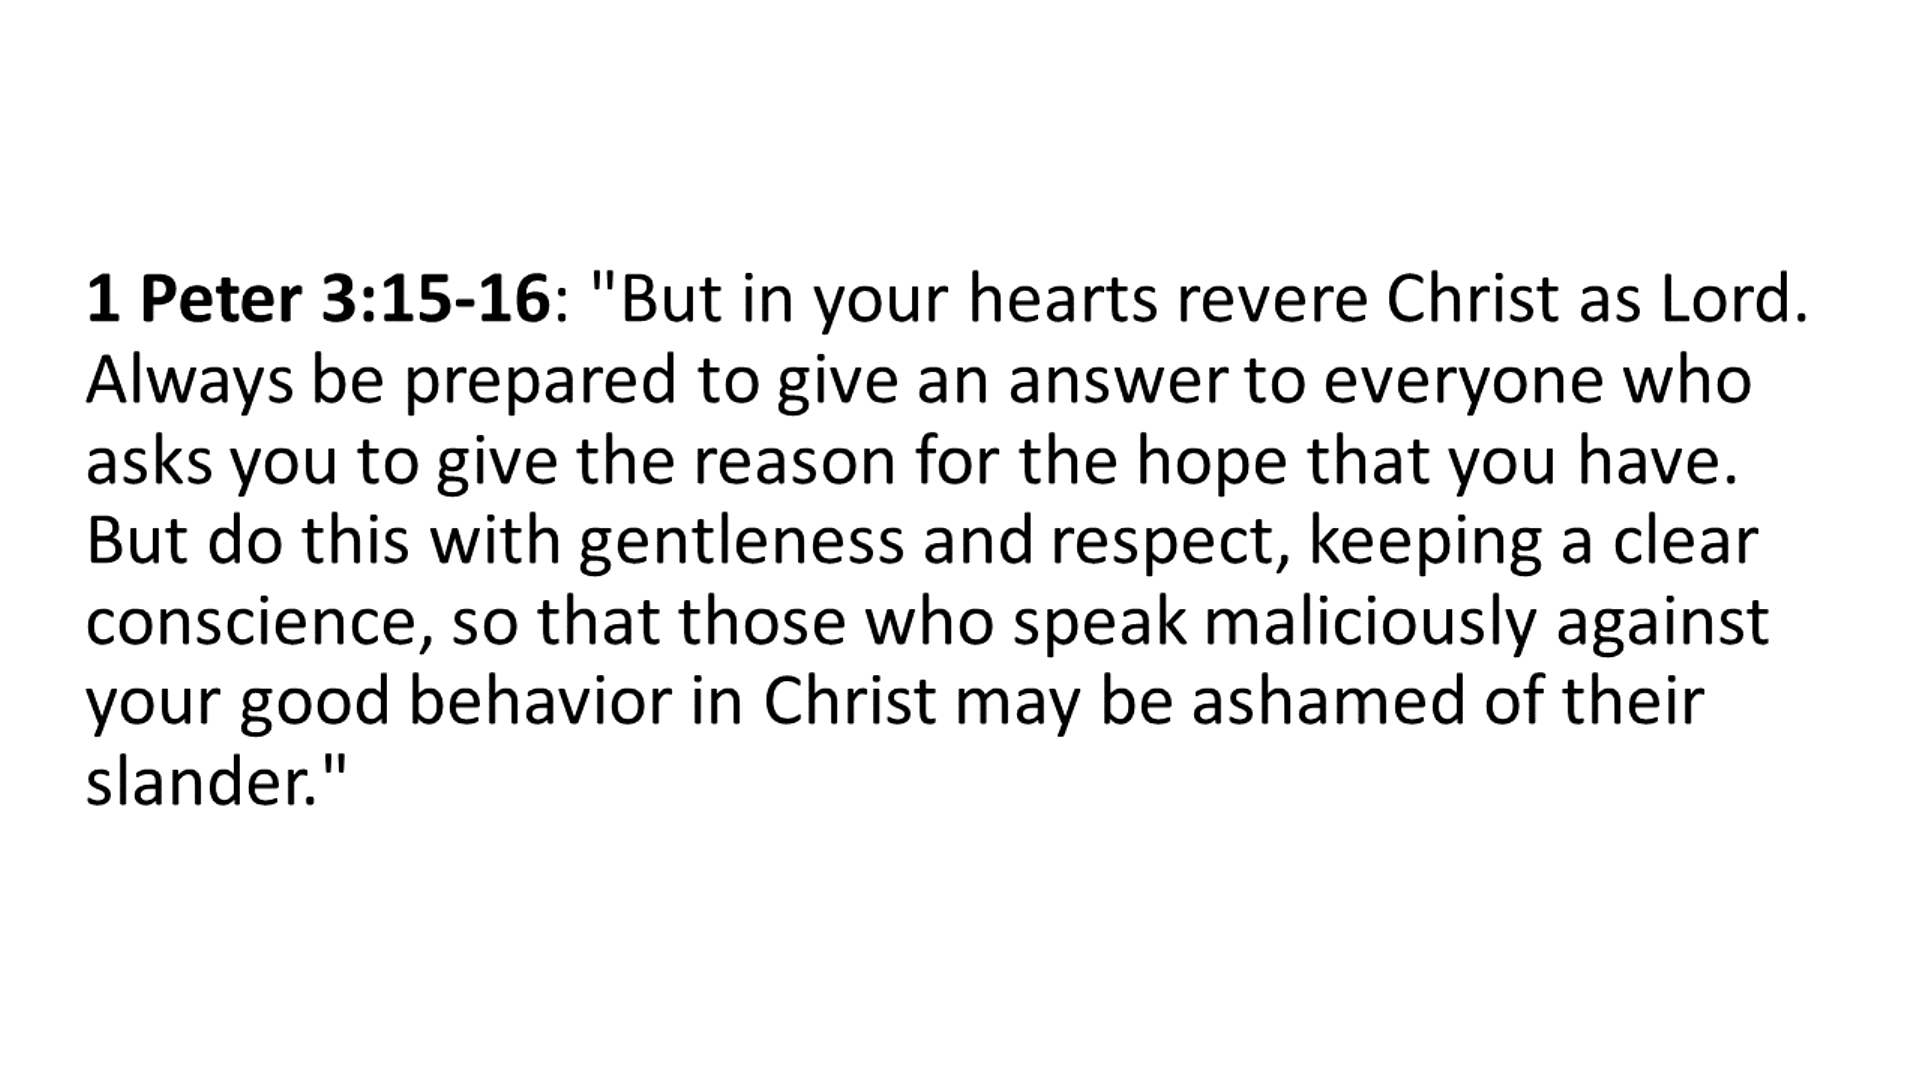 1 Peter 3:15-16: "But in your hearts revere Christ as Lord.
Always be prepared to give an answer to everyone who
asks you to give the reason for the hope that you have.
But do this with gentleness and respect, keeping a clear
conscience, so that those who speak maliciously against
your good behavior in Christ may be ashamed of their
slander."